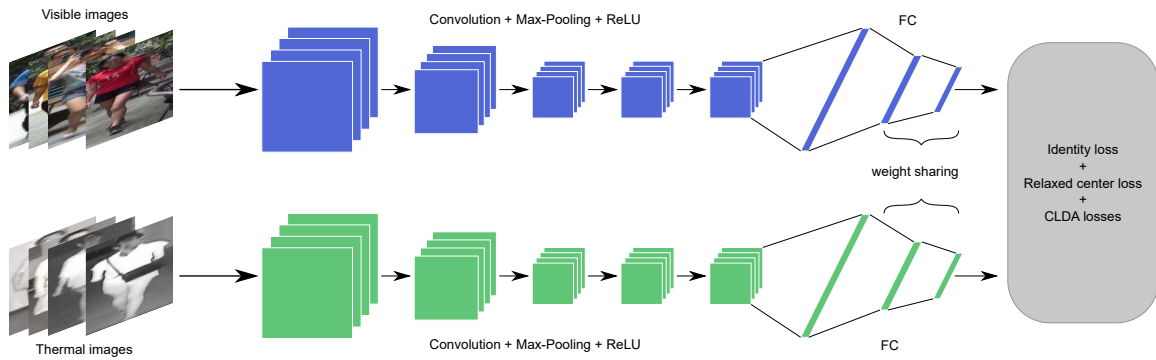 Visible images
Convolution + Max-Pooling + ReLU
FC
weight sharing
Identity loss
+
Relaxed center loss
+
CLDA losses
Thermal images
Convolution + Max-Pooling + ReLU
FC